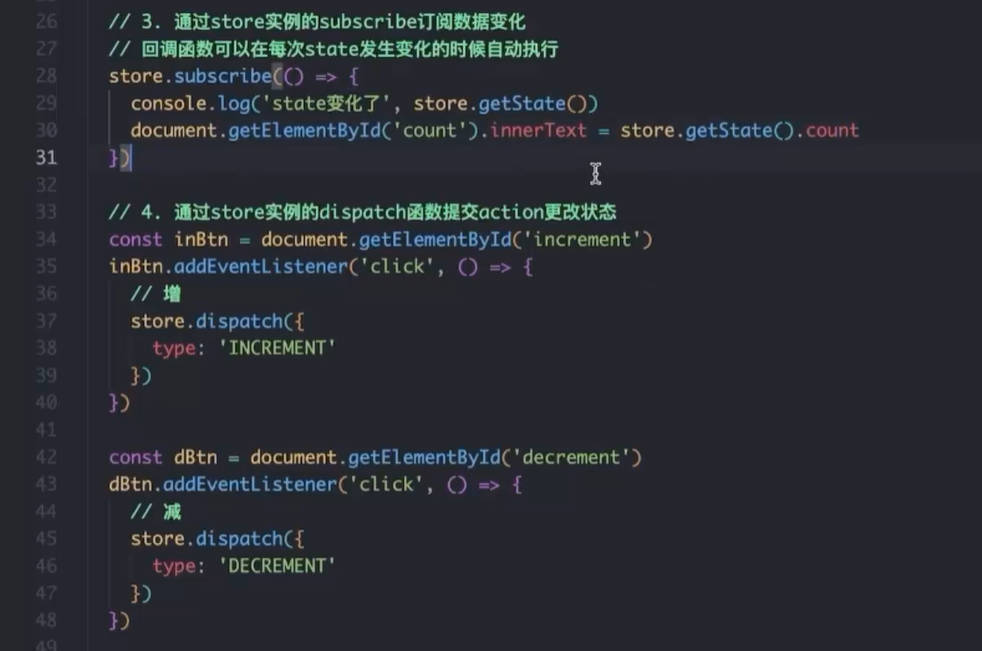 26 // 3. 通过store实例的subscribe订阅数据变化
27 // 回调函数可以在每次state发生变化的时候自动执行
28 store.subscribe(() => {
29 console.log('state变化了', store.getState())
30 document.getElementById('count').innerText = store.getState().count
31 })
32
33 // 4. 通过store实例的dispatch函数提交action更改状态
34 const inBtn = document.getElementById('increment')
35 inBtn.addEventListener('click', () => {
36 // 增
37 store.dispatch({
38 type: 'INCREMENT'
39 })
40 })
41
42 const dBtn = document.getElementById('decrement')
43 dBtn.addEventListener('click', () => {
44 // 减
45 store.dispatch({
46 type: 'DECREMENT'
47 })
48 })
49